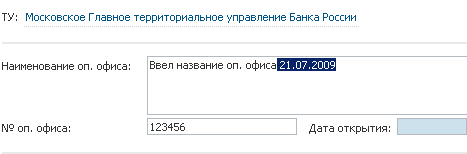 ТУ: Московское Главное территориальное управление Банка России
Наименование оп. офиса: Ввел название оп. офиса 21.07.2009
№ оп. офиса: 123456 Дата открытия: